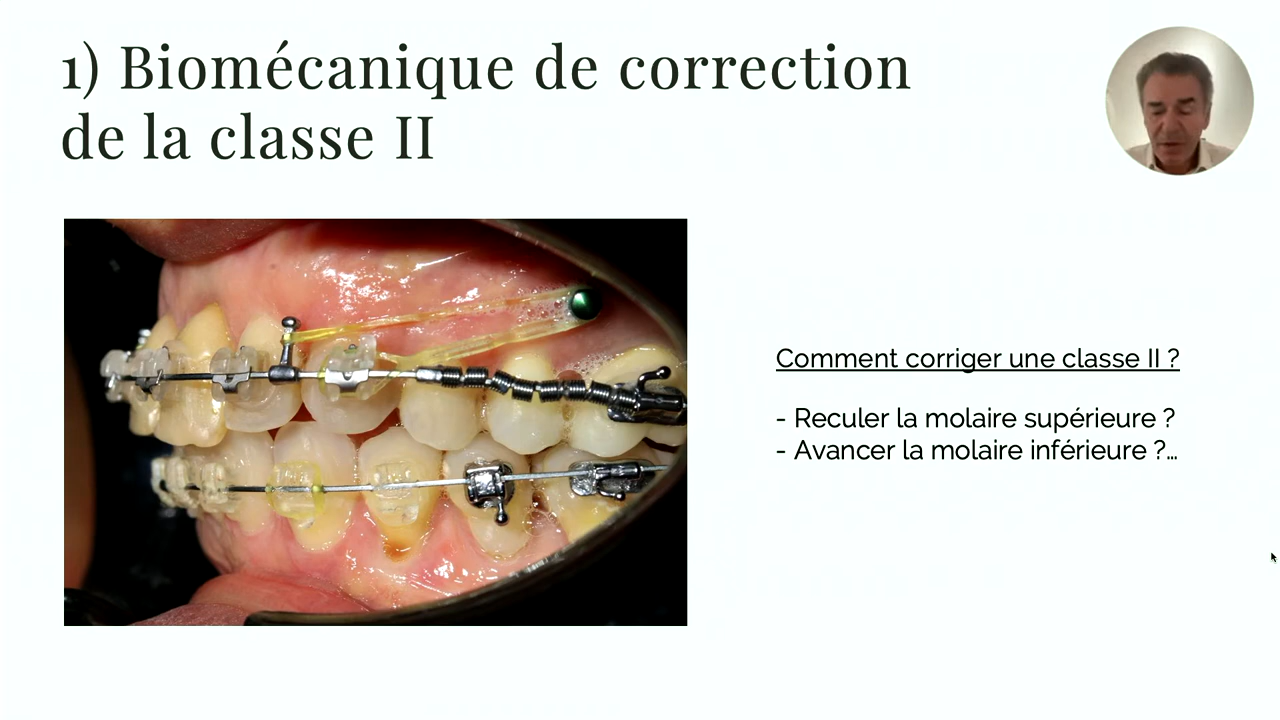 1) Biomécanique de correction
de la classe II
Comment corriger une classe II ?
- Reculer la molaire supérieure ?
- Avancer la molaire inférieure ?…